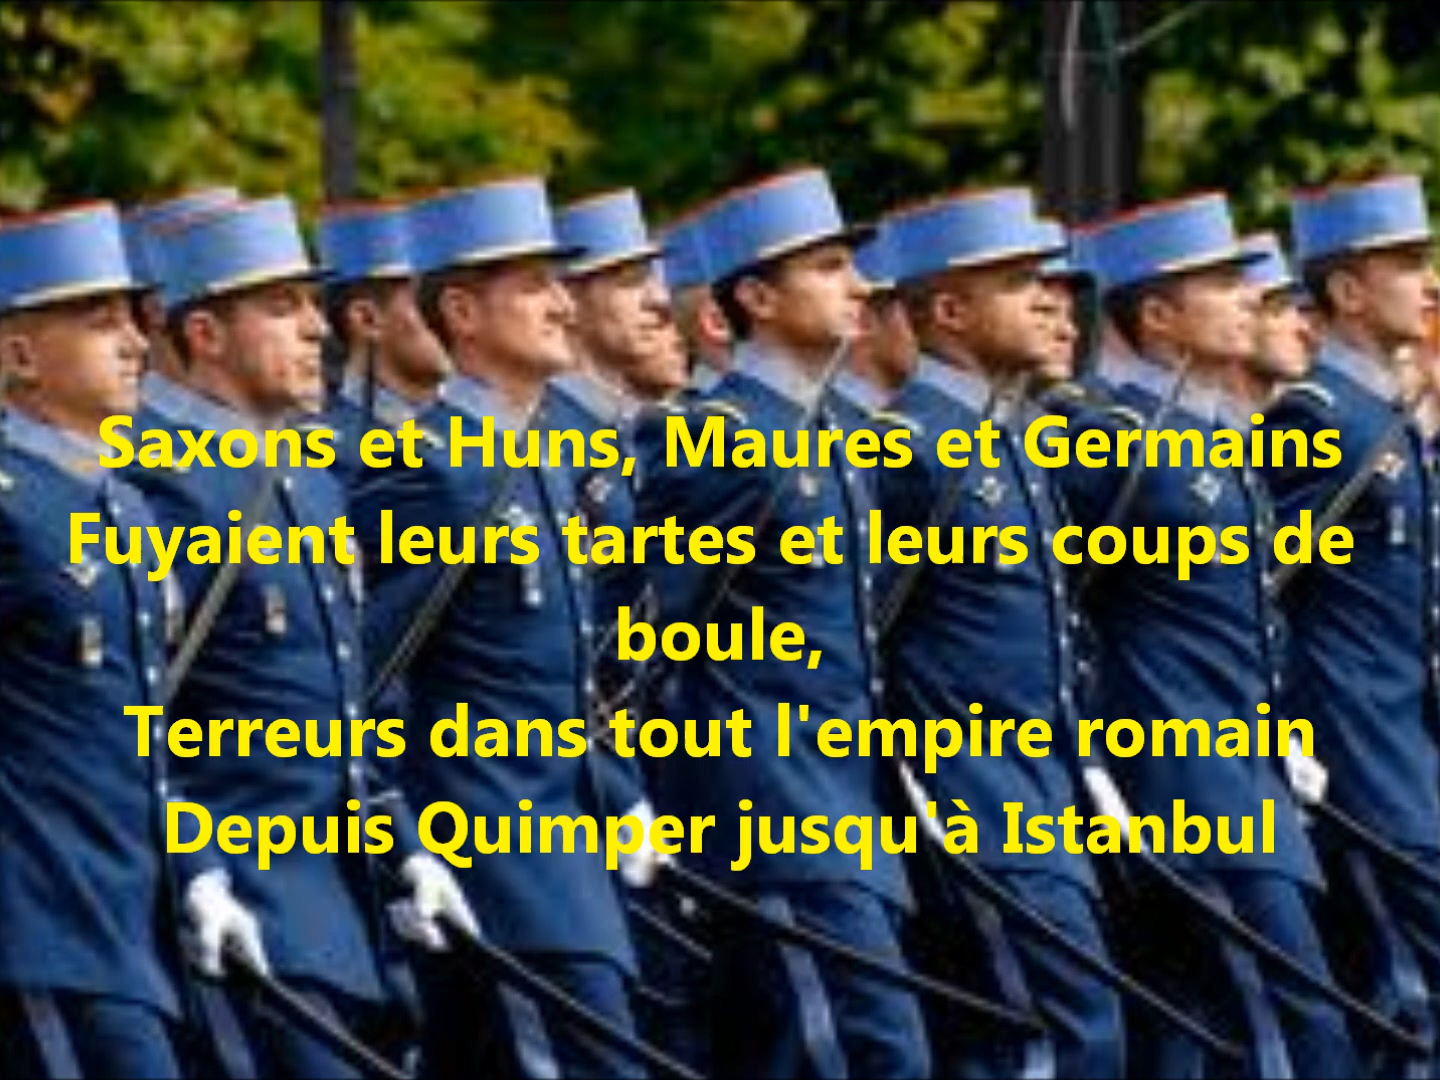 Saxons et Huns, Maures et Germains
Fuyaient leurs tartes et leurs coups de
boule,
Terreurs dans tout l'empire romain
Depuis Quimper jusqu'à Istanbul